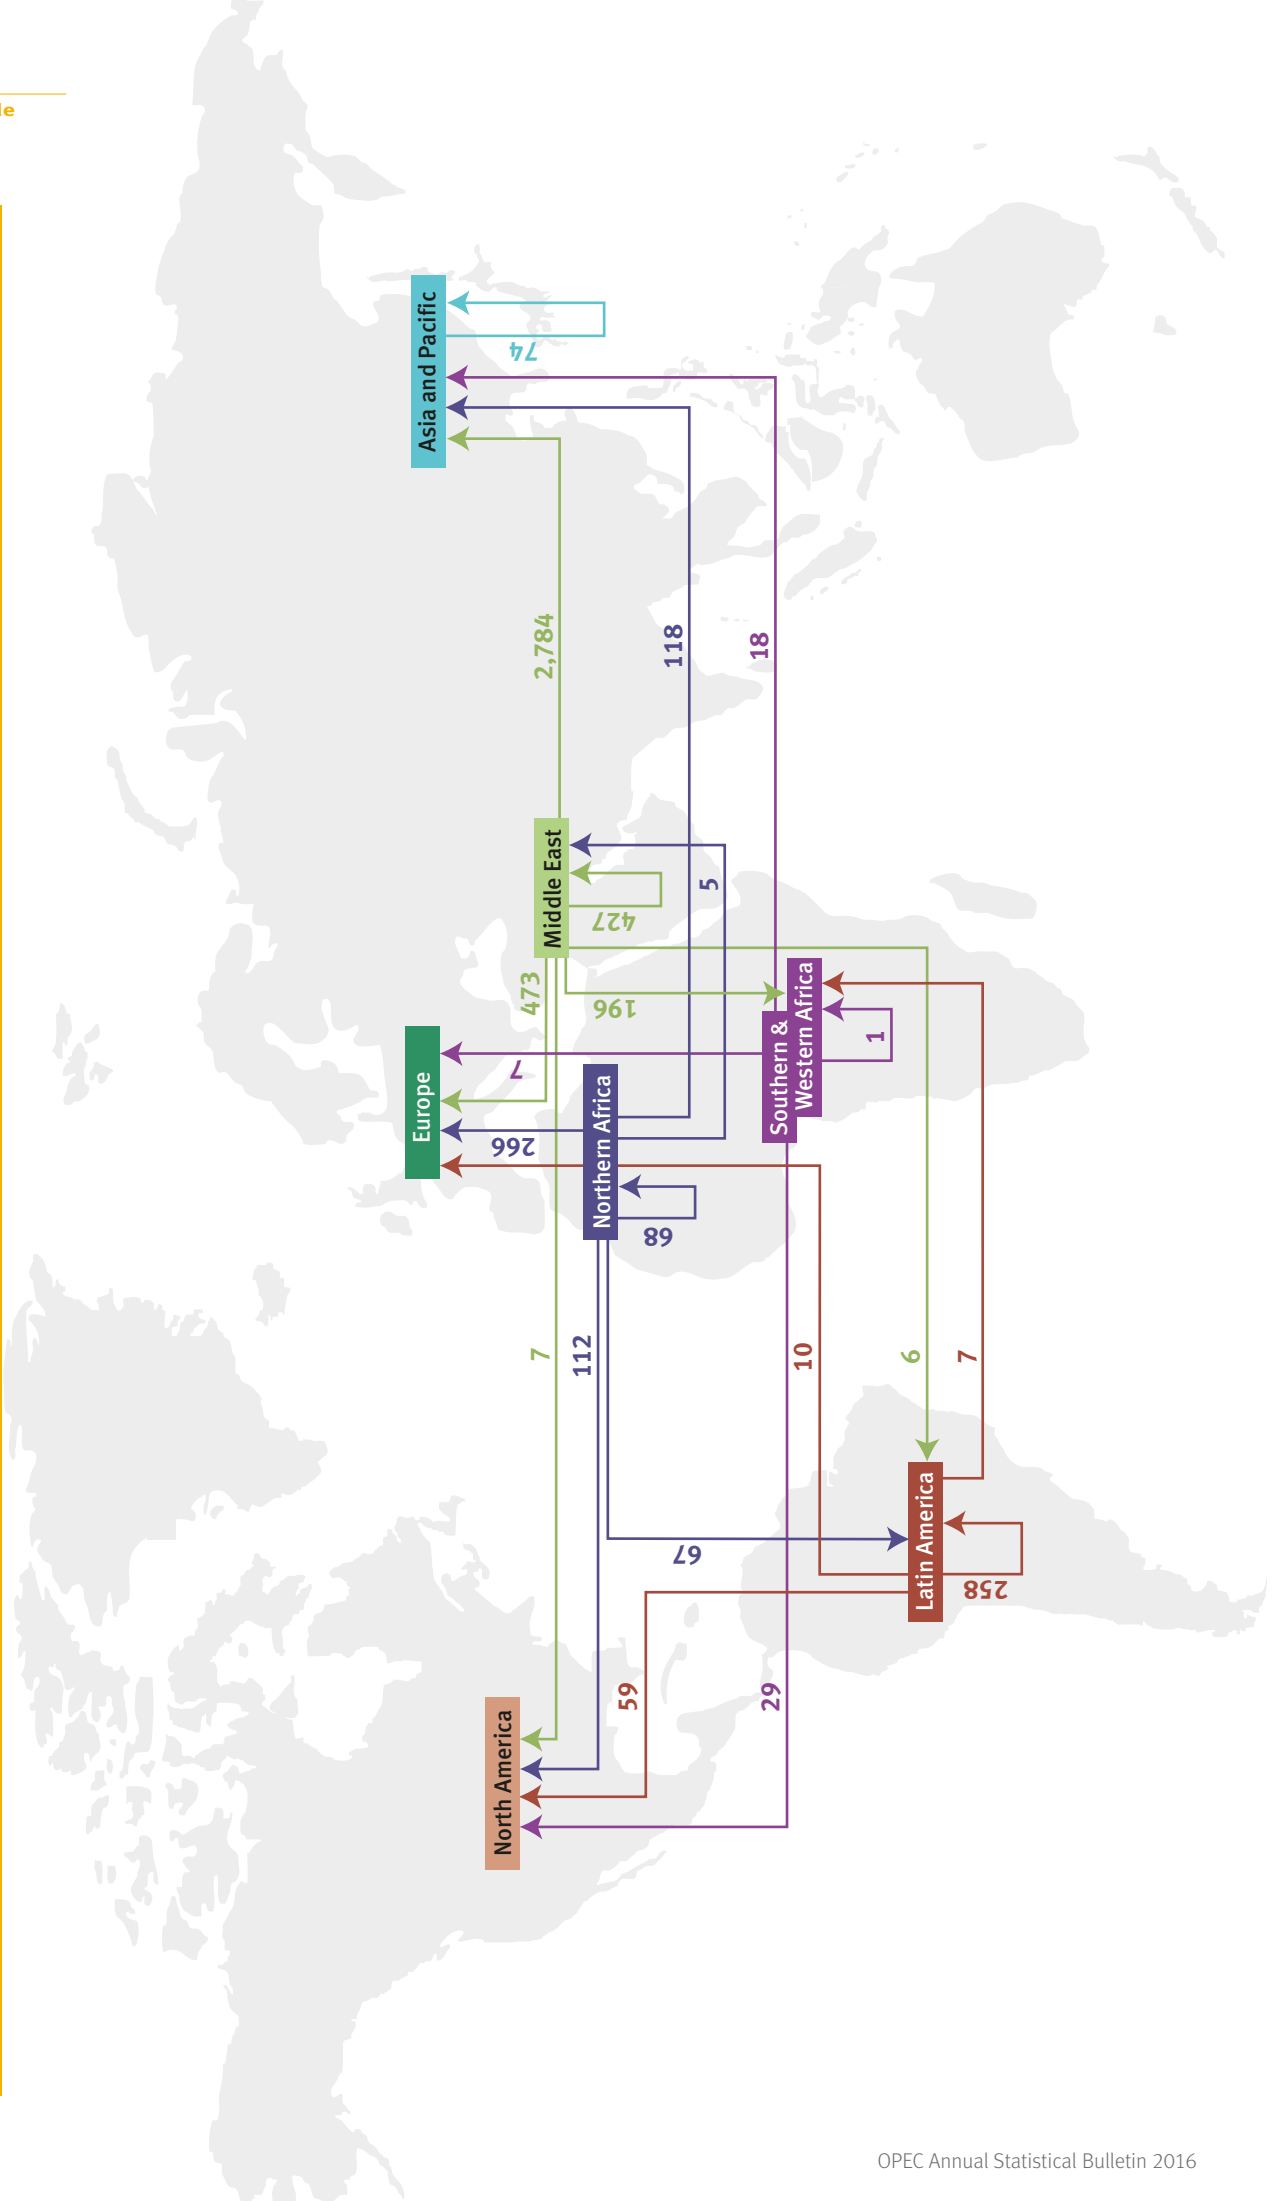 le
Asia and Pacific
74
2,784
118
18
Middle East
427
5
473
196
Europe
7
266
Northern Africa
68
Southern &
Western Africa
1
7
112
10
6
7
67
Latin America
258
59
29
North America
OPEC Annual Statistical Bulletin 2016